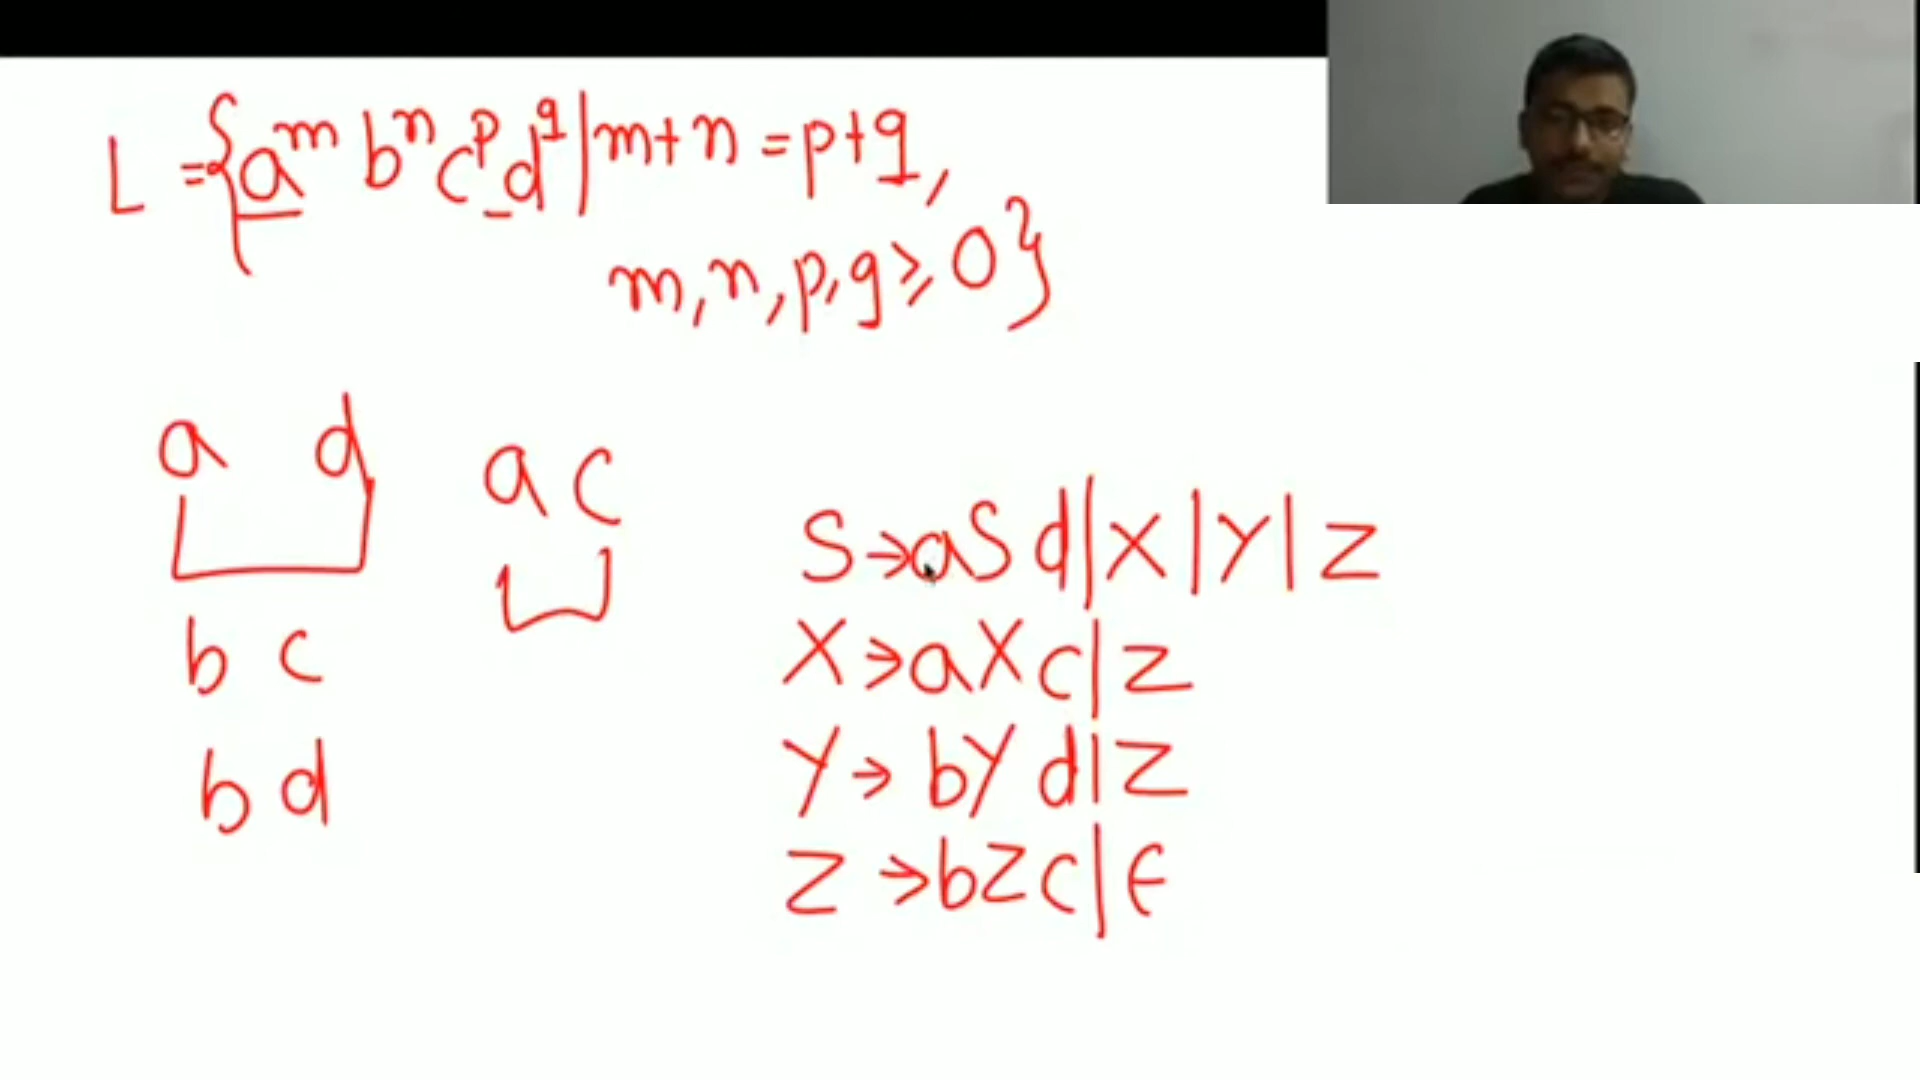 L = {a^m b^n c^p d^q | m+n = p+q,
m, n, p, q ≥ 0}
a d
a c
b c
b d
S → aSd | X | Y | Z
X → aXc | Z
Y → bYd | Z
Z → bZc | ϵ